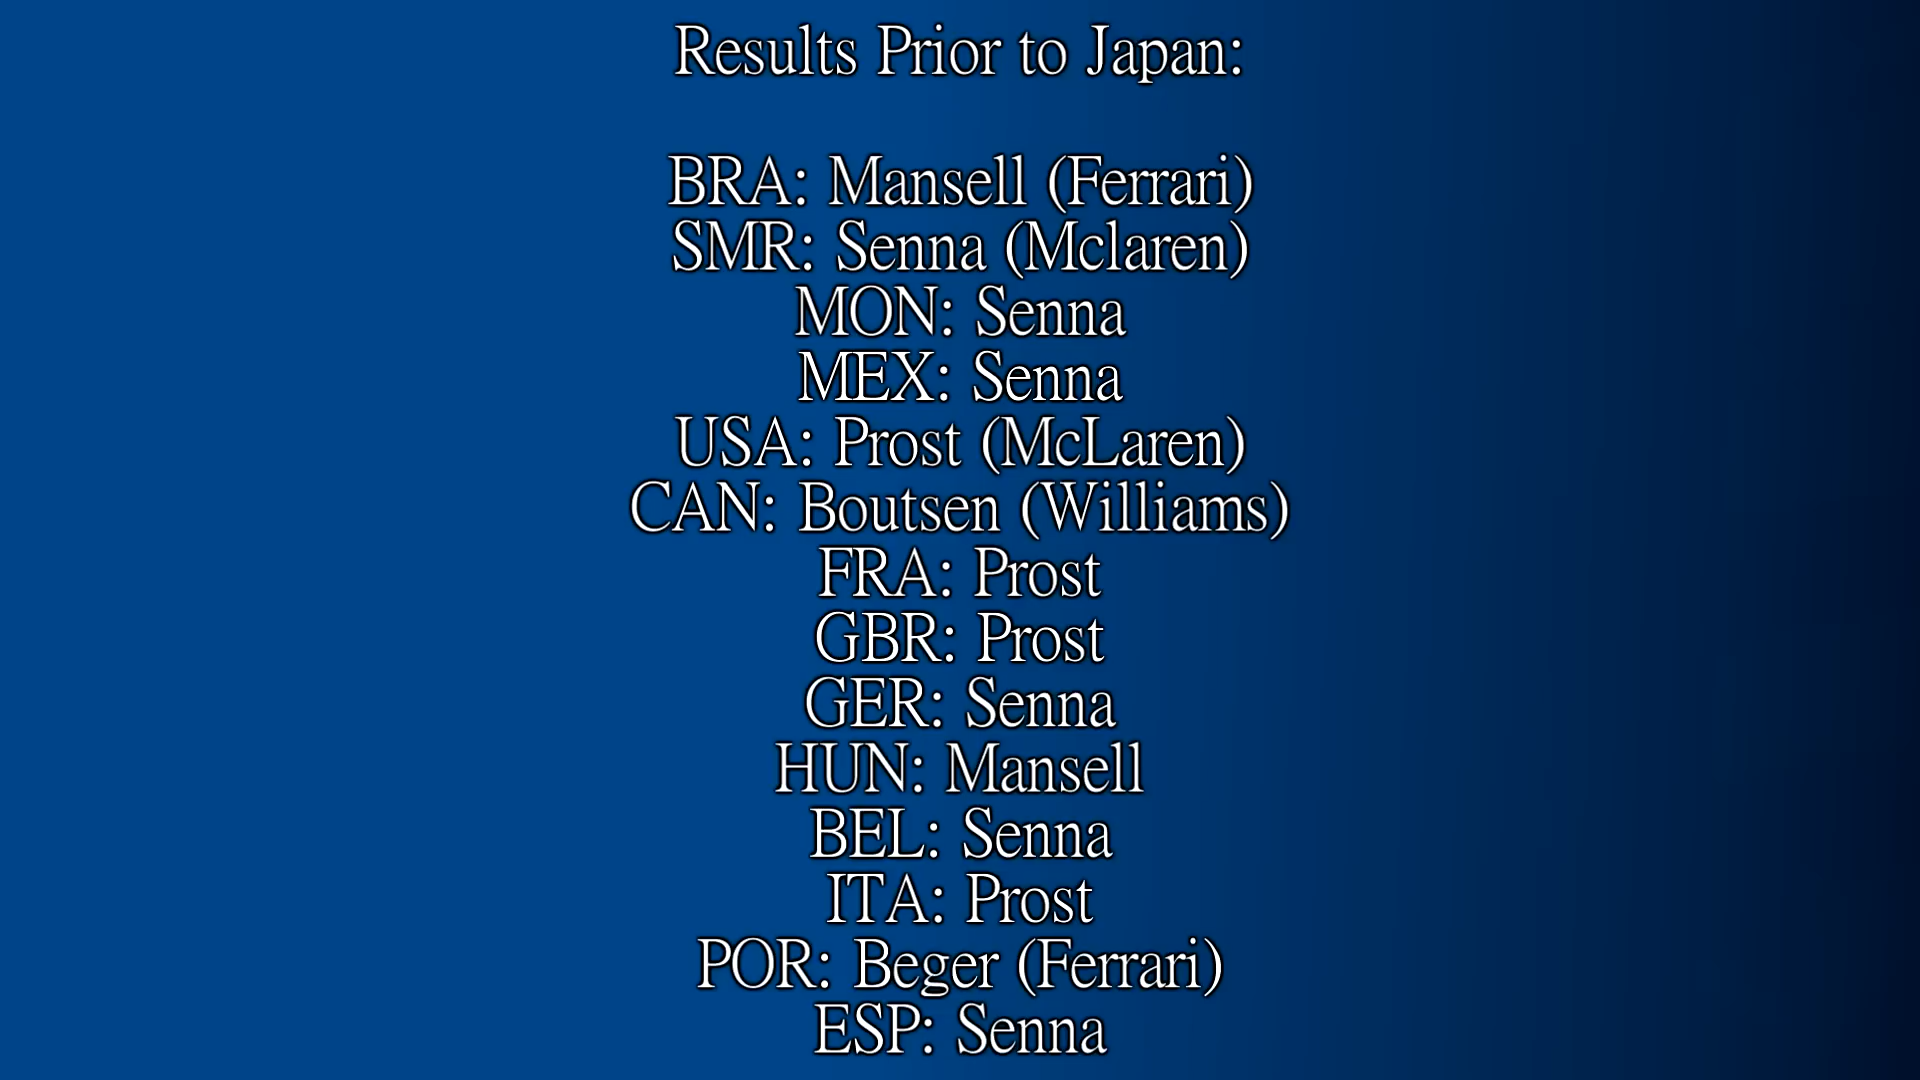 Results Prior to Japan:
BRA: Mansell (Ferrari)
SMR: Senna (Mclaren)
MON: Senna
MEX: Senna
USA: Prost (McLaren)
CAN: Boutsen (Williams)
FRA: Prost
GBR: Prost
GER: Senna
HUN: Mansell
BEL: Senna
ITA: Prost
POR: Beger (Ferrari)
ESP: Senna